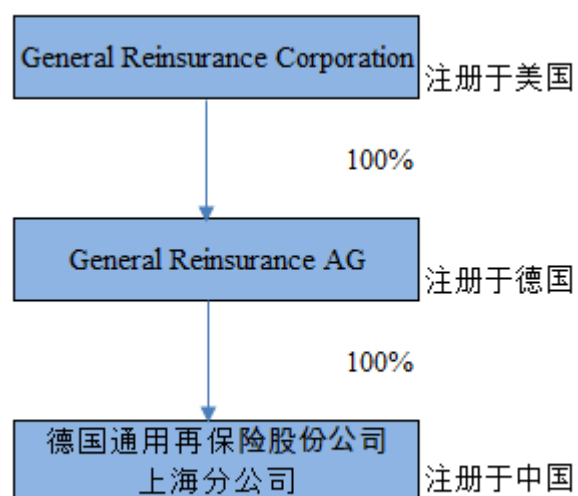 General Reinsurance Corporation
注册于美国
100%
General Reinsurance AG
注册于德国
100%
德国通用再保险股份公司
上海分公司
注册于中国